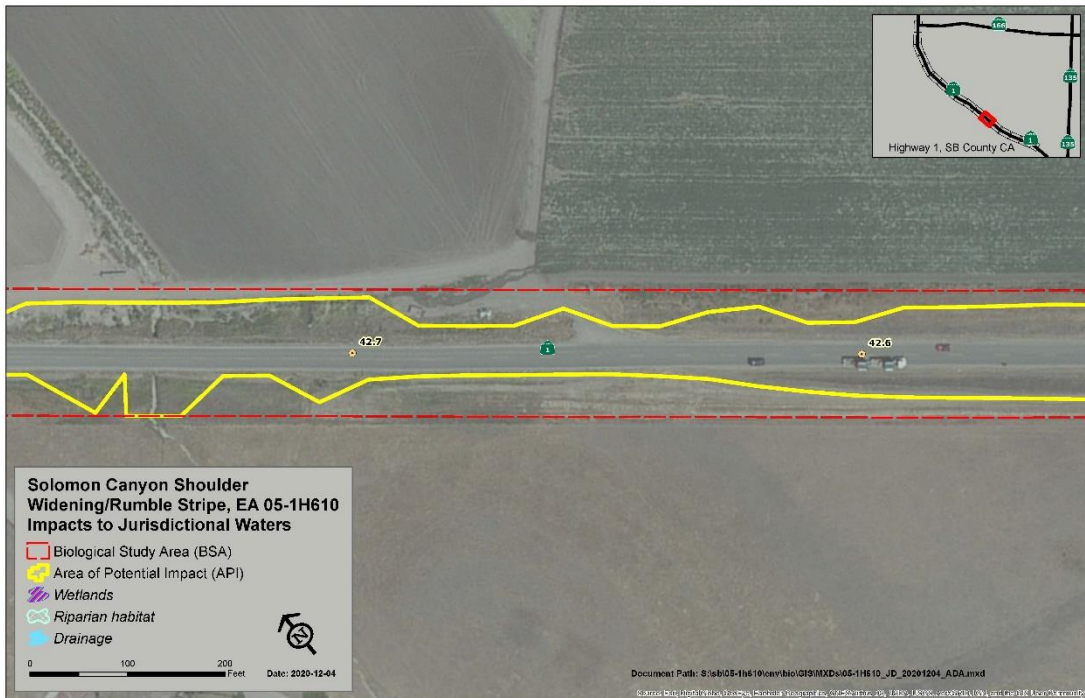 166
1
135
1
135
Highway 1, SB County CA
42.7
1
42.6
Solomon Canyon Shoulder
Widening/Rumble Stripe, EA 05-1H610
Impacts to Jurisdictional Waters
Biological Study Area (BSA)
Area of Potential Impact (API)
Wetlands
Riparian habitat
Drainage
N
0 100 200
Feet
Date: 2020-12-04
Document Path: S:\sb\05-1h610\env\bio\GIS\MXDs\05-1H610_JD_20201204_ADA.mxd